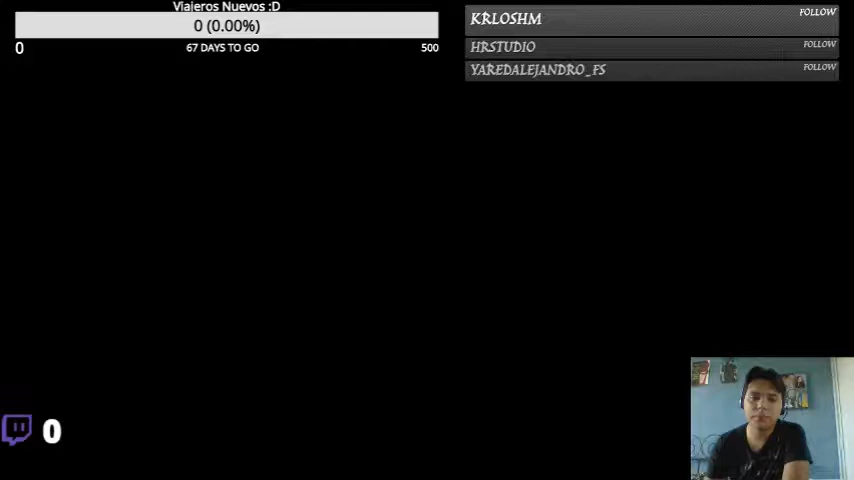 Viajeros Nuevos :D
0 (0.00%)
0 67 DAYS TO GO 500
KRLOSHM FOLLOW
HRSTUDIO FOLLOW
YAREDALEJANDRO_FS FOLLOW
0